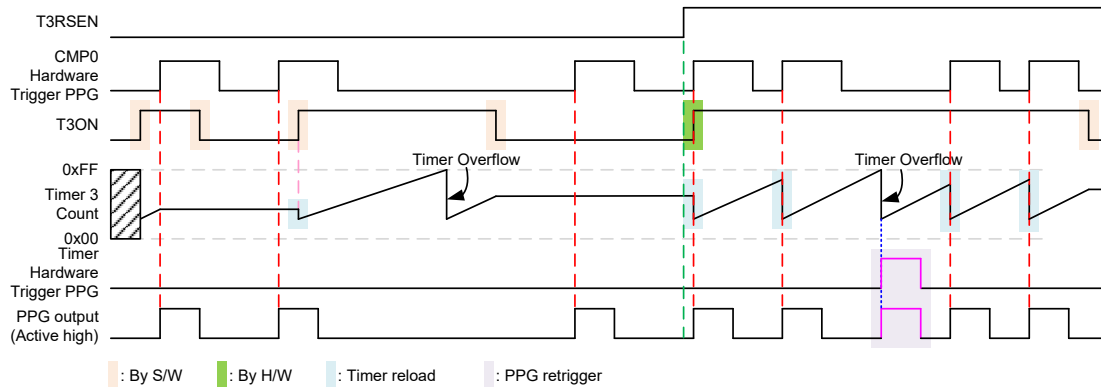 T3RSEN
CMP0
Hardware
Trigger PPG
T3ON
0xFF
Timer Overflow
Timer Overflow
Timer 3
Count
0x00
Timer
Hardware
Trigger PPG
PPG output
(Active high)
: By S/W
: By H/W
: Timer reload
: PPG retrigger